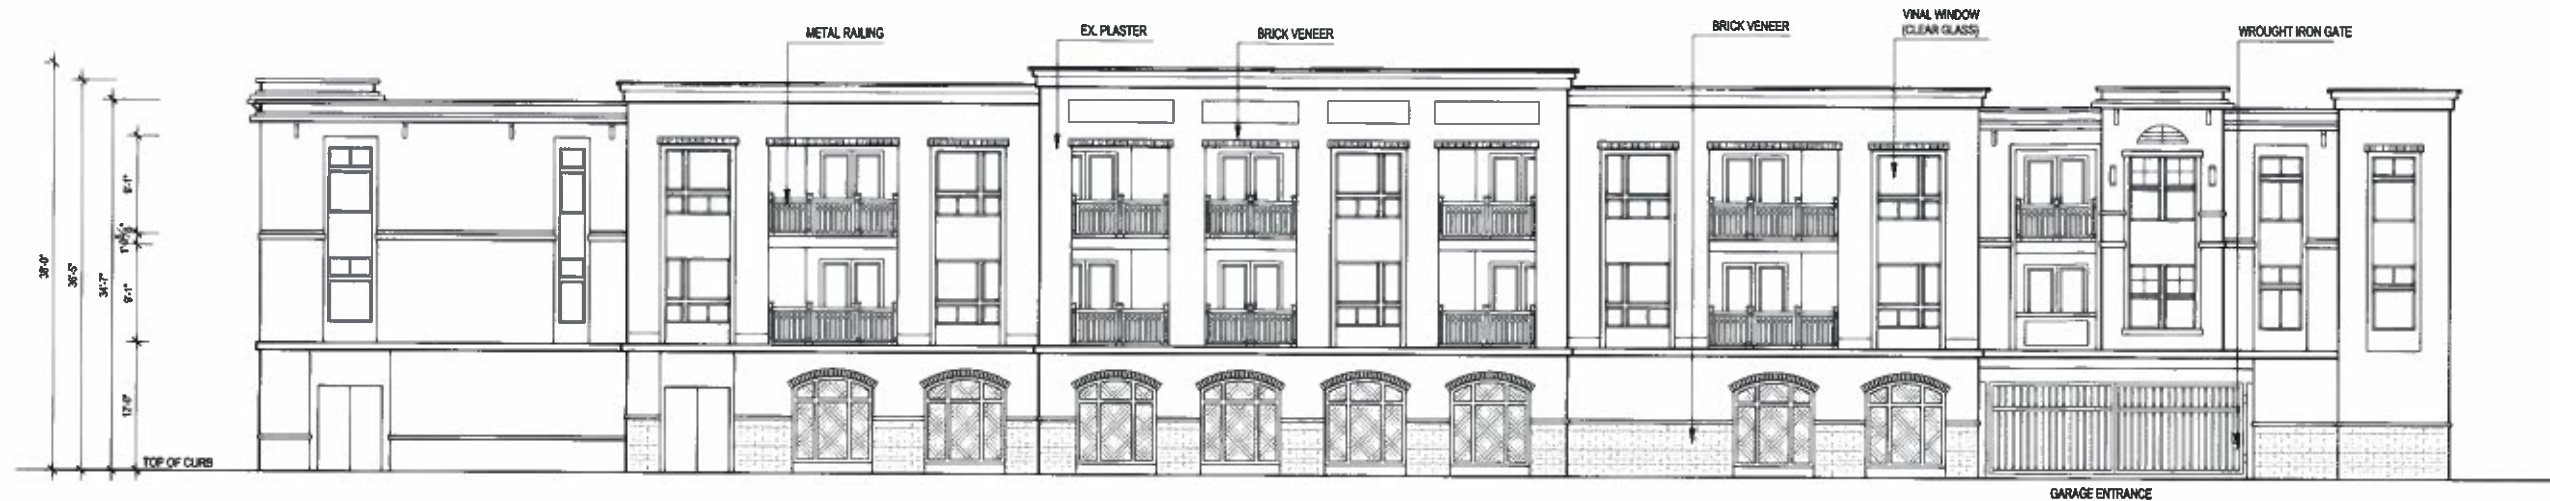 METAL RAILING
EX. PLASTER
BRICK VENEER
BRICK VENEER
VINAL WINDOW
(CLEAR GLASS)
WROUGHT IRON GATE
38'-0"
36'-5"
34'-7"
9'-1"
9'-1"
12'-0"
TOP OF CURB
GARAGE ENTRANCE